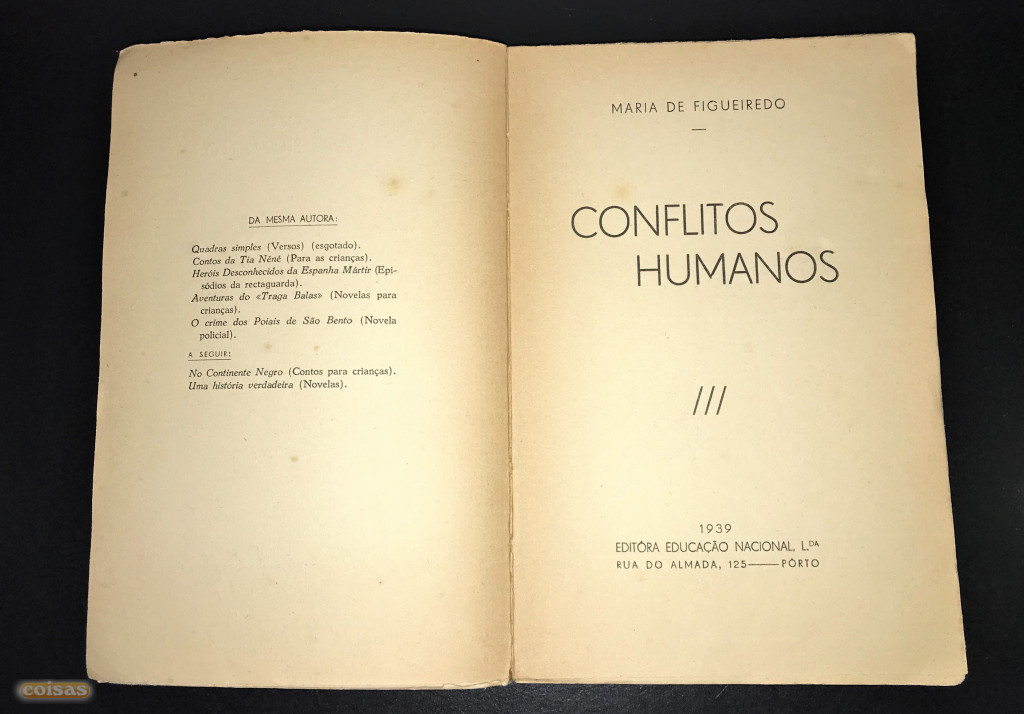 DA MESMA AUTORA:
Quadras simples (Versos) (esgotado).
Contos da Tia Néné (Para as crianças).
Heróis Desconhecidos da Espanha Mártir (Epi-
sódios da rectaguarda).
Aventuras do «Traga Balas» (Novelas para
crianças).
O crime dos Poiais de São Bento (Novela
policial).
A SEGUIR:
No Continente Negro (Contos para crianças).
Uma história verdadeira (Novelas).
MARIA DE FIGUEIREDO
—
CONFLITOS
HUMANOS
///
1939
EDITÔRA EDUCAÇÃO NACIONAL, L.DA
RUA DO ALMADA, 125 — PÔRTO
coisas